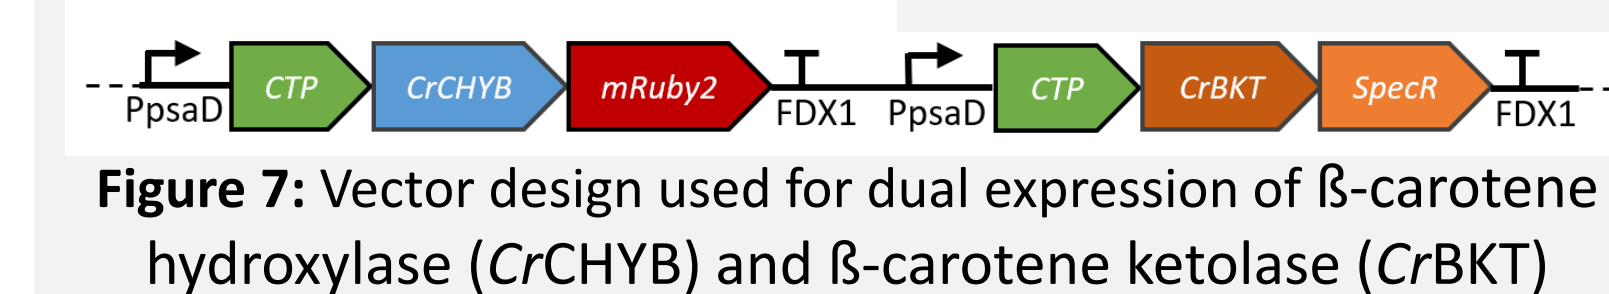 CTP CrCHYB mRuby2 CTP CrBKT SpecR
PpsaD FDX1 PpsaD FDX1
Figure 7: Vector design used for dual expression of ß-carotene
hydroxylase (CrCHYB) and ß-carotene ketolase (CrBKT)